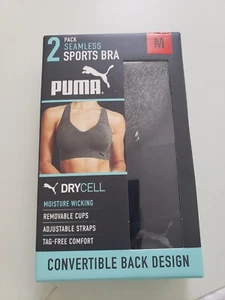 2 PACK
SEAMLESS
SPORTS BRA
M
PUMA
DRYCELL
MOISTURE WICKING
REMOVABLE CUPS
ADJUSTABLE STRAPS
TAG-FREE COMFORT
CONVERTIBLE BACK DESIGN